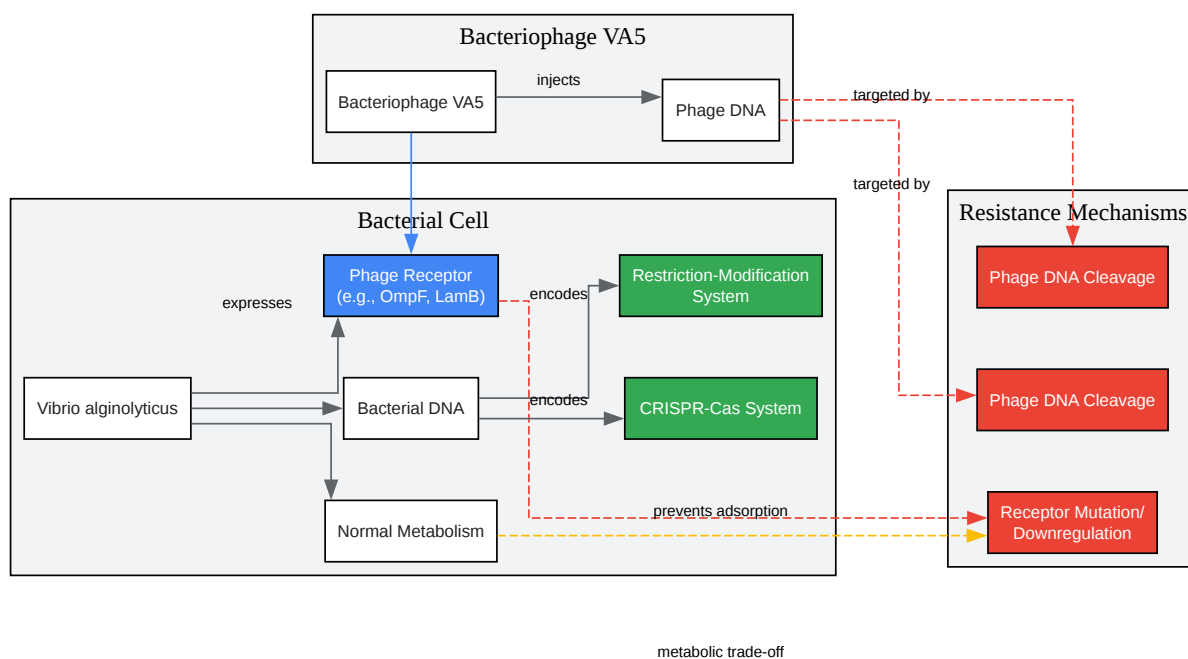 Bacteriophage VA5
Bacteriophage VA5
injects
Phage DNA
targeted by
targeted by
Bacterial Cell
Resistance Mechanisms
Phage Receptor
(e.g., OmpF, LamB)
Restriction-Modification
System
Phage DNA Cleavage
expresses
encodes
Vibrio alginolyticus
Bacterial DNA
encodes
CRISPR-Cas System
Phage DNA Cleavage
Normal Metabolism
prevents adsorption
Receptor Mutation/
Downregulation
metabolic trade-off